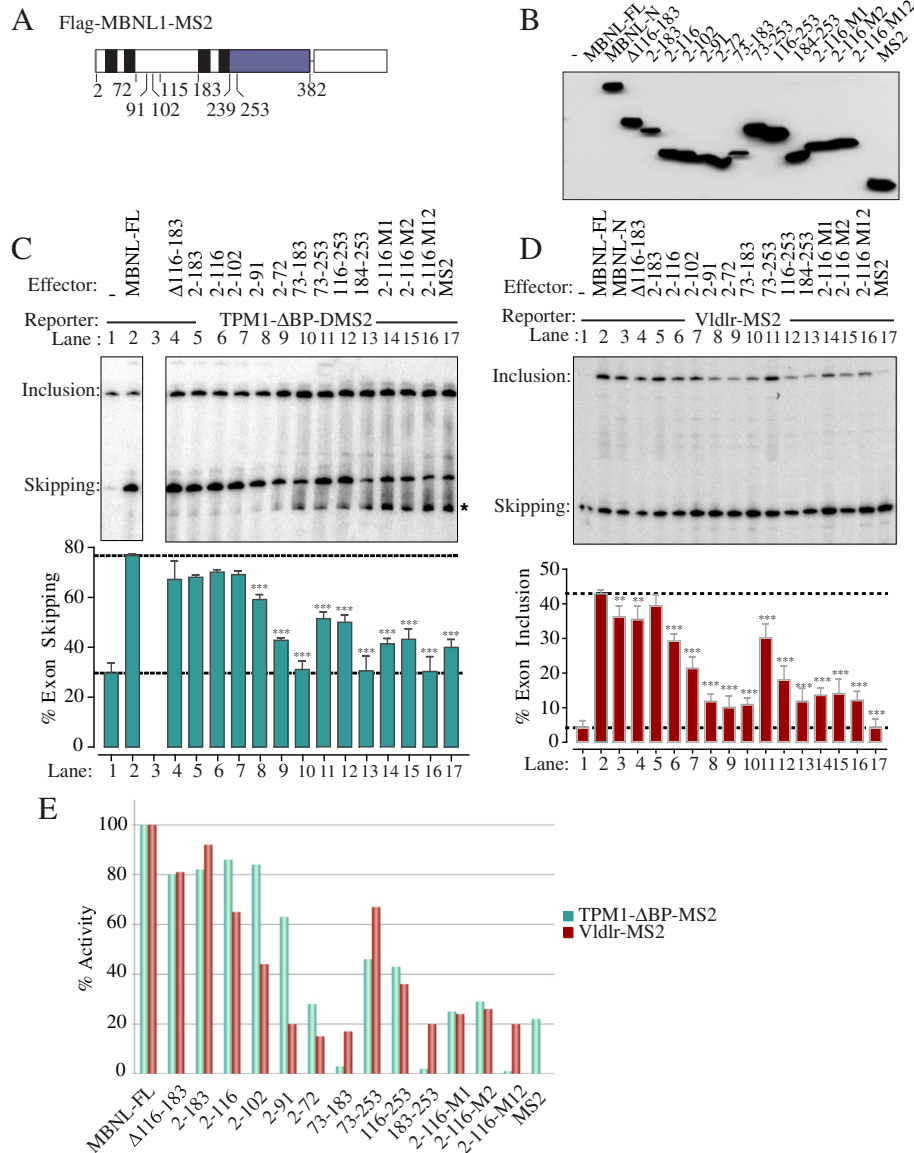 A
Flag-MBNL1-MS2
2 72 115 183 382
91 102 239 253
B
- MBNL-FL MBNL-N Δ116-183 2-183 2-116 2-102 2-91 2-72 73-183 73-253 116-253 184-253 2-116 M1 2-116 M2 2-116 M12 MS2
C
Effector: - MBNL-FL Δ116-183 2-183 2-116 2-102 2-91 2-72 73-183 73-253 116-253 184-253 2-116 M1 2-116 M2 2-116 M12 MS2
Reporter: TPM1-ΔBP-DMS2
Lane : 1 2 3 4 5 6 7 8 9 10 11 12 13 14 15 16 17
Inclusion:
Skipping:
*
% Exon Skipping
80
60
40
20
0
*** *** *** *** *** *** *** *** *** ***
Lane: 1 2 3 4 5 6 7 8 9 10 11 12 13 14 15 16 17
D
Effector: - MBNL-FL MBNL-N Δ116-183 2-183 2-116 2-102 2-91 2-72 73-183 73-253 116-253 184-253 2-116 M1 2-116 M2 2-116 M12 MS2
Reporter: Vldlr-MS2
Lane : 1 2 3 4 5 6 7 8 9 10 11 12 13 14 15 16 17
Inclusion:
Skipping:
% Exon Inclusion
50
40
30
20
10
0
** ** *** *** *** *** *** *** *** *** *** *** *** ***
Lane: 1 2 3 4 5 6 7 8 9 10 11 12 13 14 15 16 17
E
% Activity
100
80
60
40
20
0
TPM1-ΔBP-MS2
Vldlr-MS2
MBNL-FL Δ116-183 2-183 2-116 2-102 2-91 2-72 73-183 73-253 116-253 183-253 2-116-M1 2-116-M2 2-116-M12 MS2